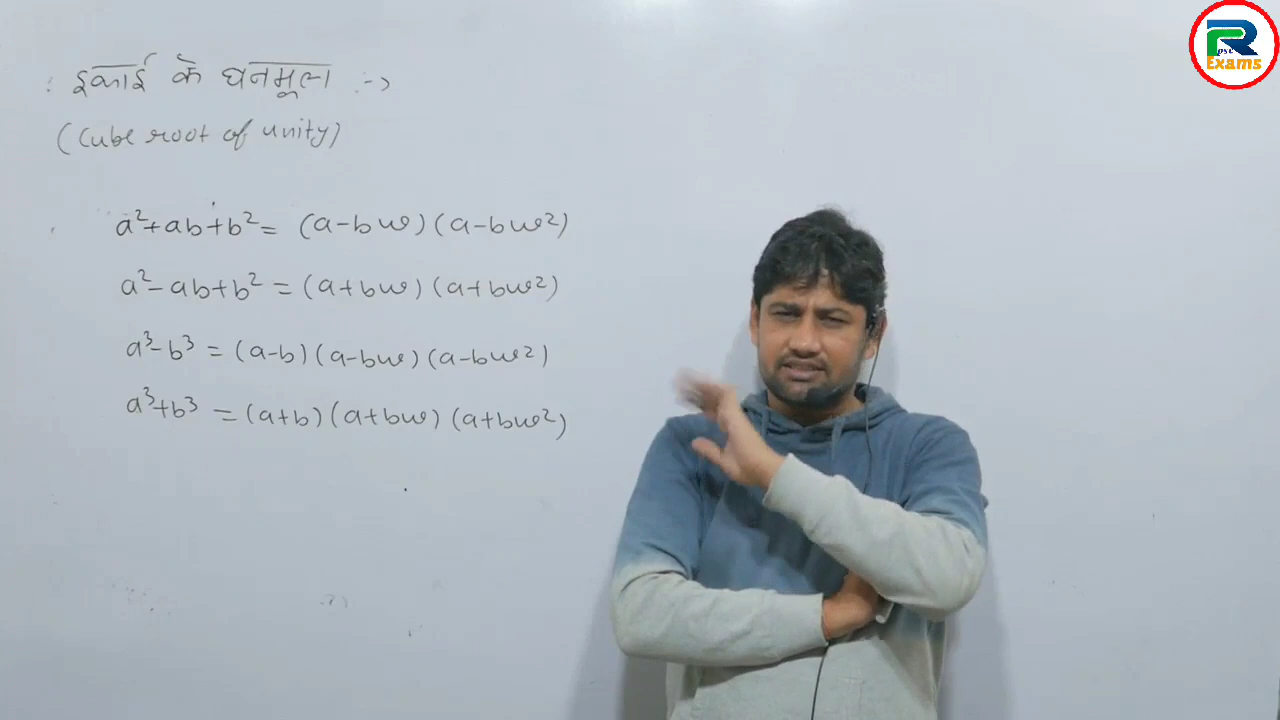 इकाई के घनमूल :->
(Cube root of unity)
a²+ab+b² = (a-bω)(a-bω²)
a²-ab+b² = (a+bω)(a+bω²)
a³-b³ = (a-b)(a-bω)(a-bω²)
a³+b³ = (a+b)(a+bω)(a+bω²)
R
psc
Exams